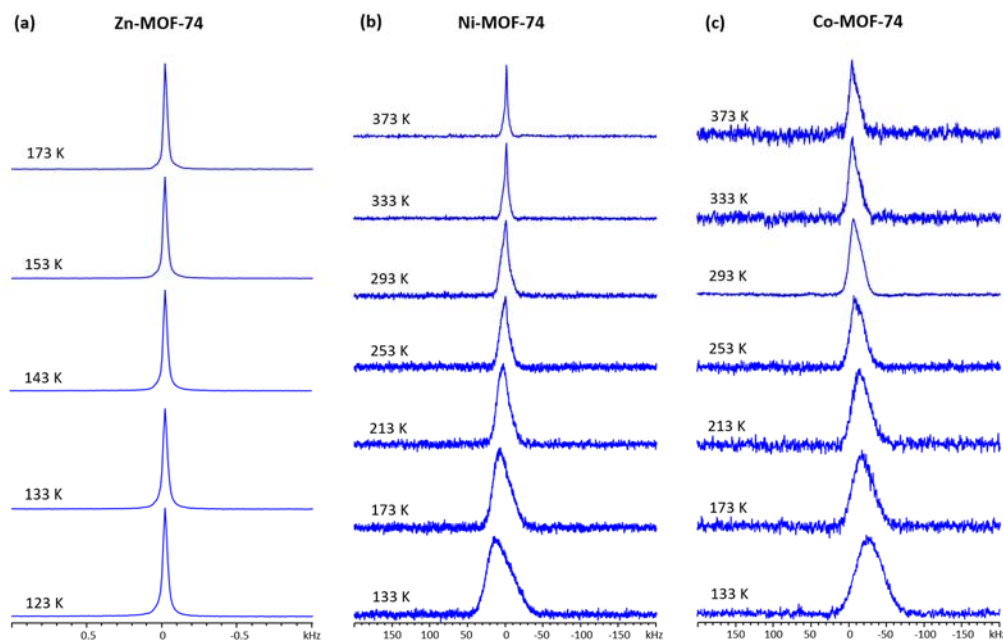 (a) Zn-MOF-74
173 K
153 K
143 K
133 K
123 K
0.5 0 -0.5 kHz
(b) Ni-MOF-74
373 K
333 K
293 K
253 K
213 K
173 K
133 K
150 100 50 0 -50 -100 -150 kHz
(c) Co-MOF-74
373 K
333 K
293 K
253 K
213 K
173 K
133 K
150 100 50 0 -50 -100 -150 kHz